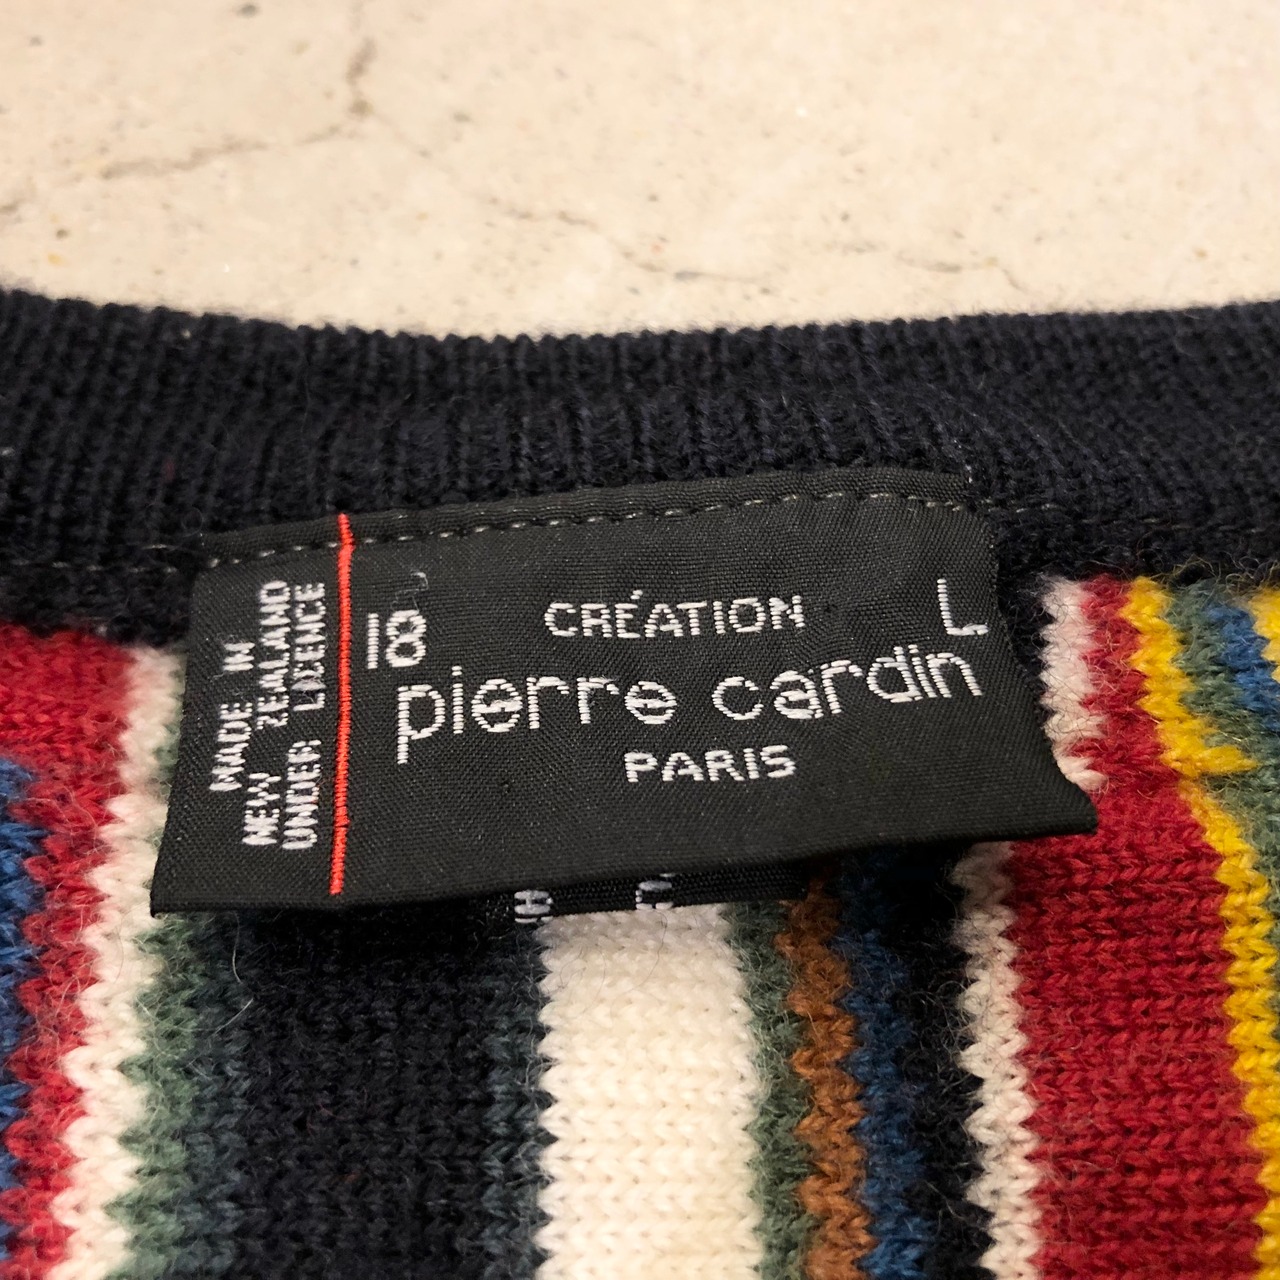 MADE IN
NEW ZEALAND
UNDER LICENCE
18
CRÉATION
L
pierre cardin
PARIS